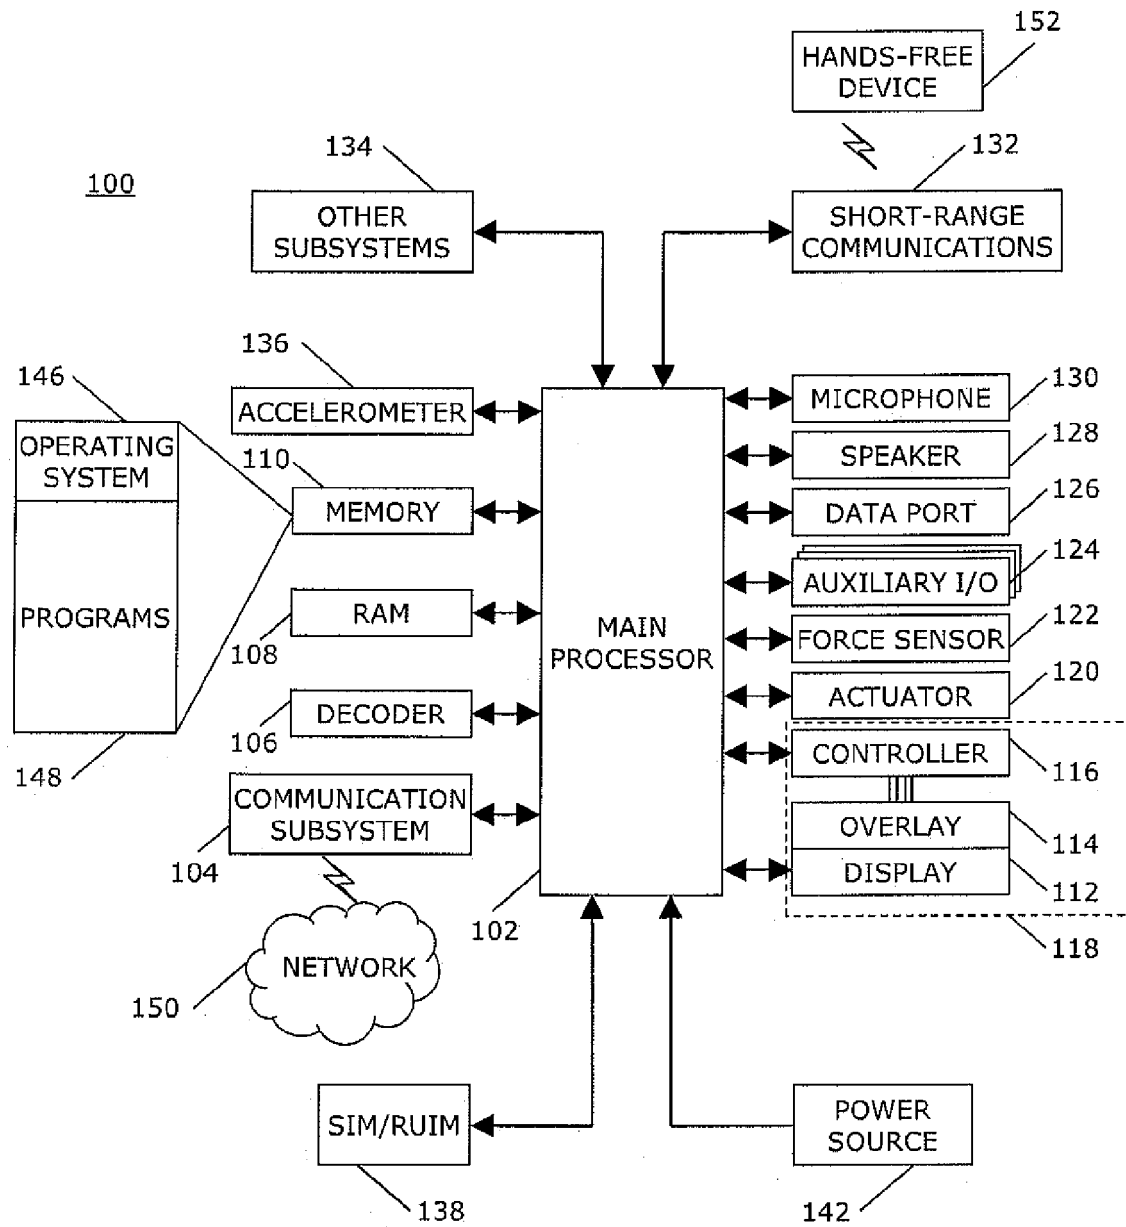 152
HANDS-FREE
DEVICE
134
132
100
OTHER
SUBSYSTEMS
SHORT-RANGE
COMMUNICATIONS
136
146
ACCELEROMETER
MICROPHONE
130
OPERATING
SYSTEM
110
SPEAKER
128
MEMORY
DATA PORT
126
AUXILIARY I/O
124
PROGRAMS
RAM
108
MAIN
PROCESSOR
FORCE SENSOR
122
DECODER
106
ACTUATOR
120
148
CONTROLLER
116
COMMUNICATION
SUBSYSTEM
104
OVERLAY
114
DISPLAY
112
102
118
NETWORK
150
SIM/RUIM
POWER
SOURCE
138
142